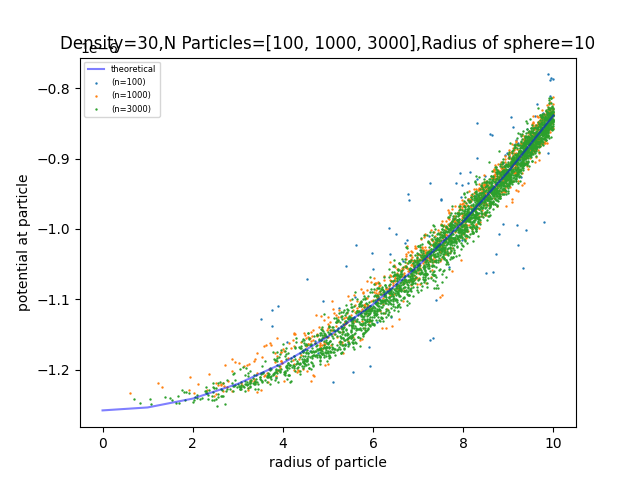 Density=30,N Particles=[100, 1000, 3000],Radius of sphere=10
1e−6
theoretical
(n=100)
(n=1000)
(n=3000)
−0.8
−0.9
−1.0
−1.1
−1.2
potential at particle
0 2 4 6 8 10
radius of particle